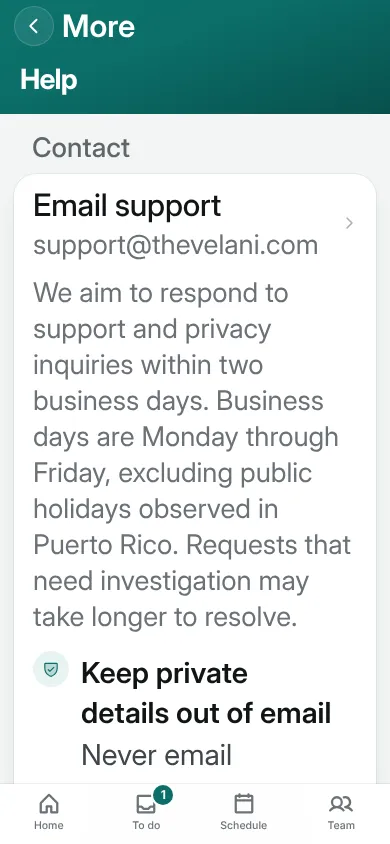 More
Help
Contact
Email support
support@thevelani.com
We aim to respond to
support and privacy
inquiries within two
business days. Business
days are Monday through
Friday, excluding public
holidays observed in
Puerto Rico. Requests that
need investigation may
take longer to resolve.
Keep private
details out of email
Never email
1
Home
To do
Schedule
Team